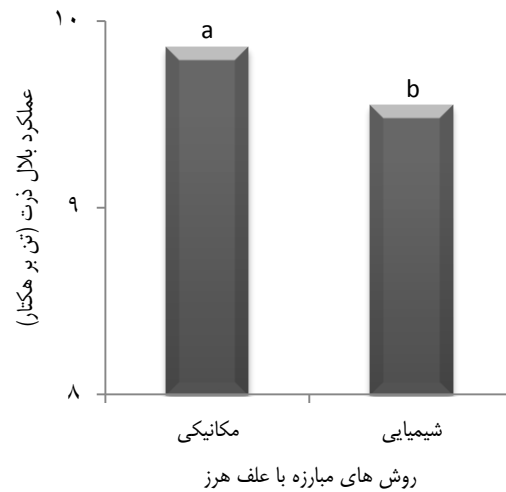 عملکرد بلال ذرت (تن بر هکتار)
۱۰
۹
۸
a
b
مکانیکی
شیمیایی
روش های مبارزه با علف هرز